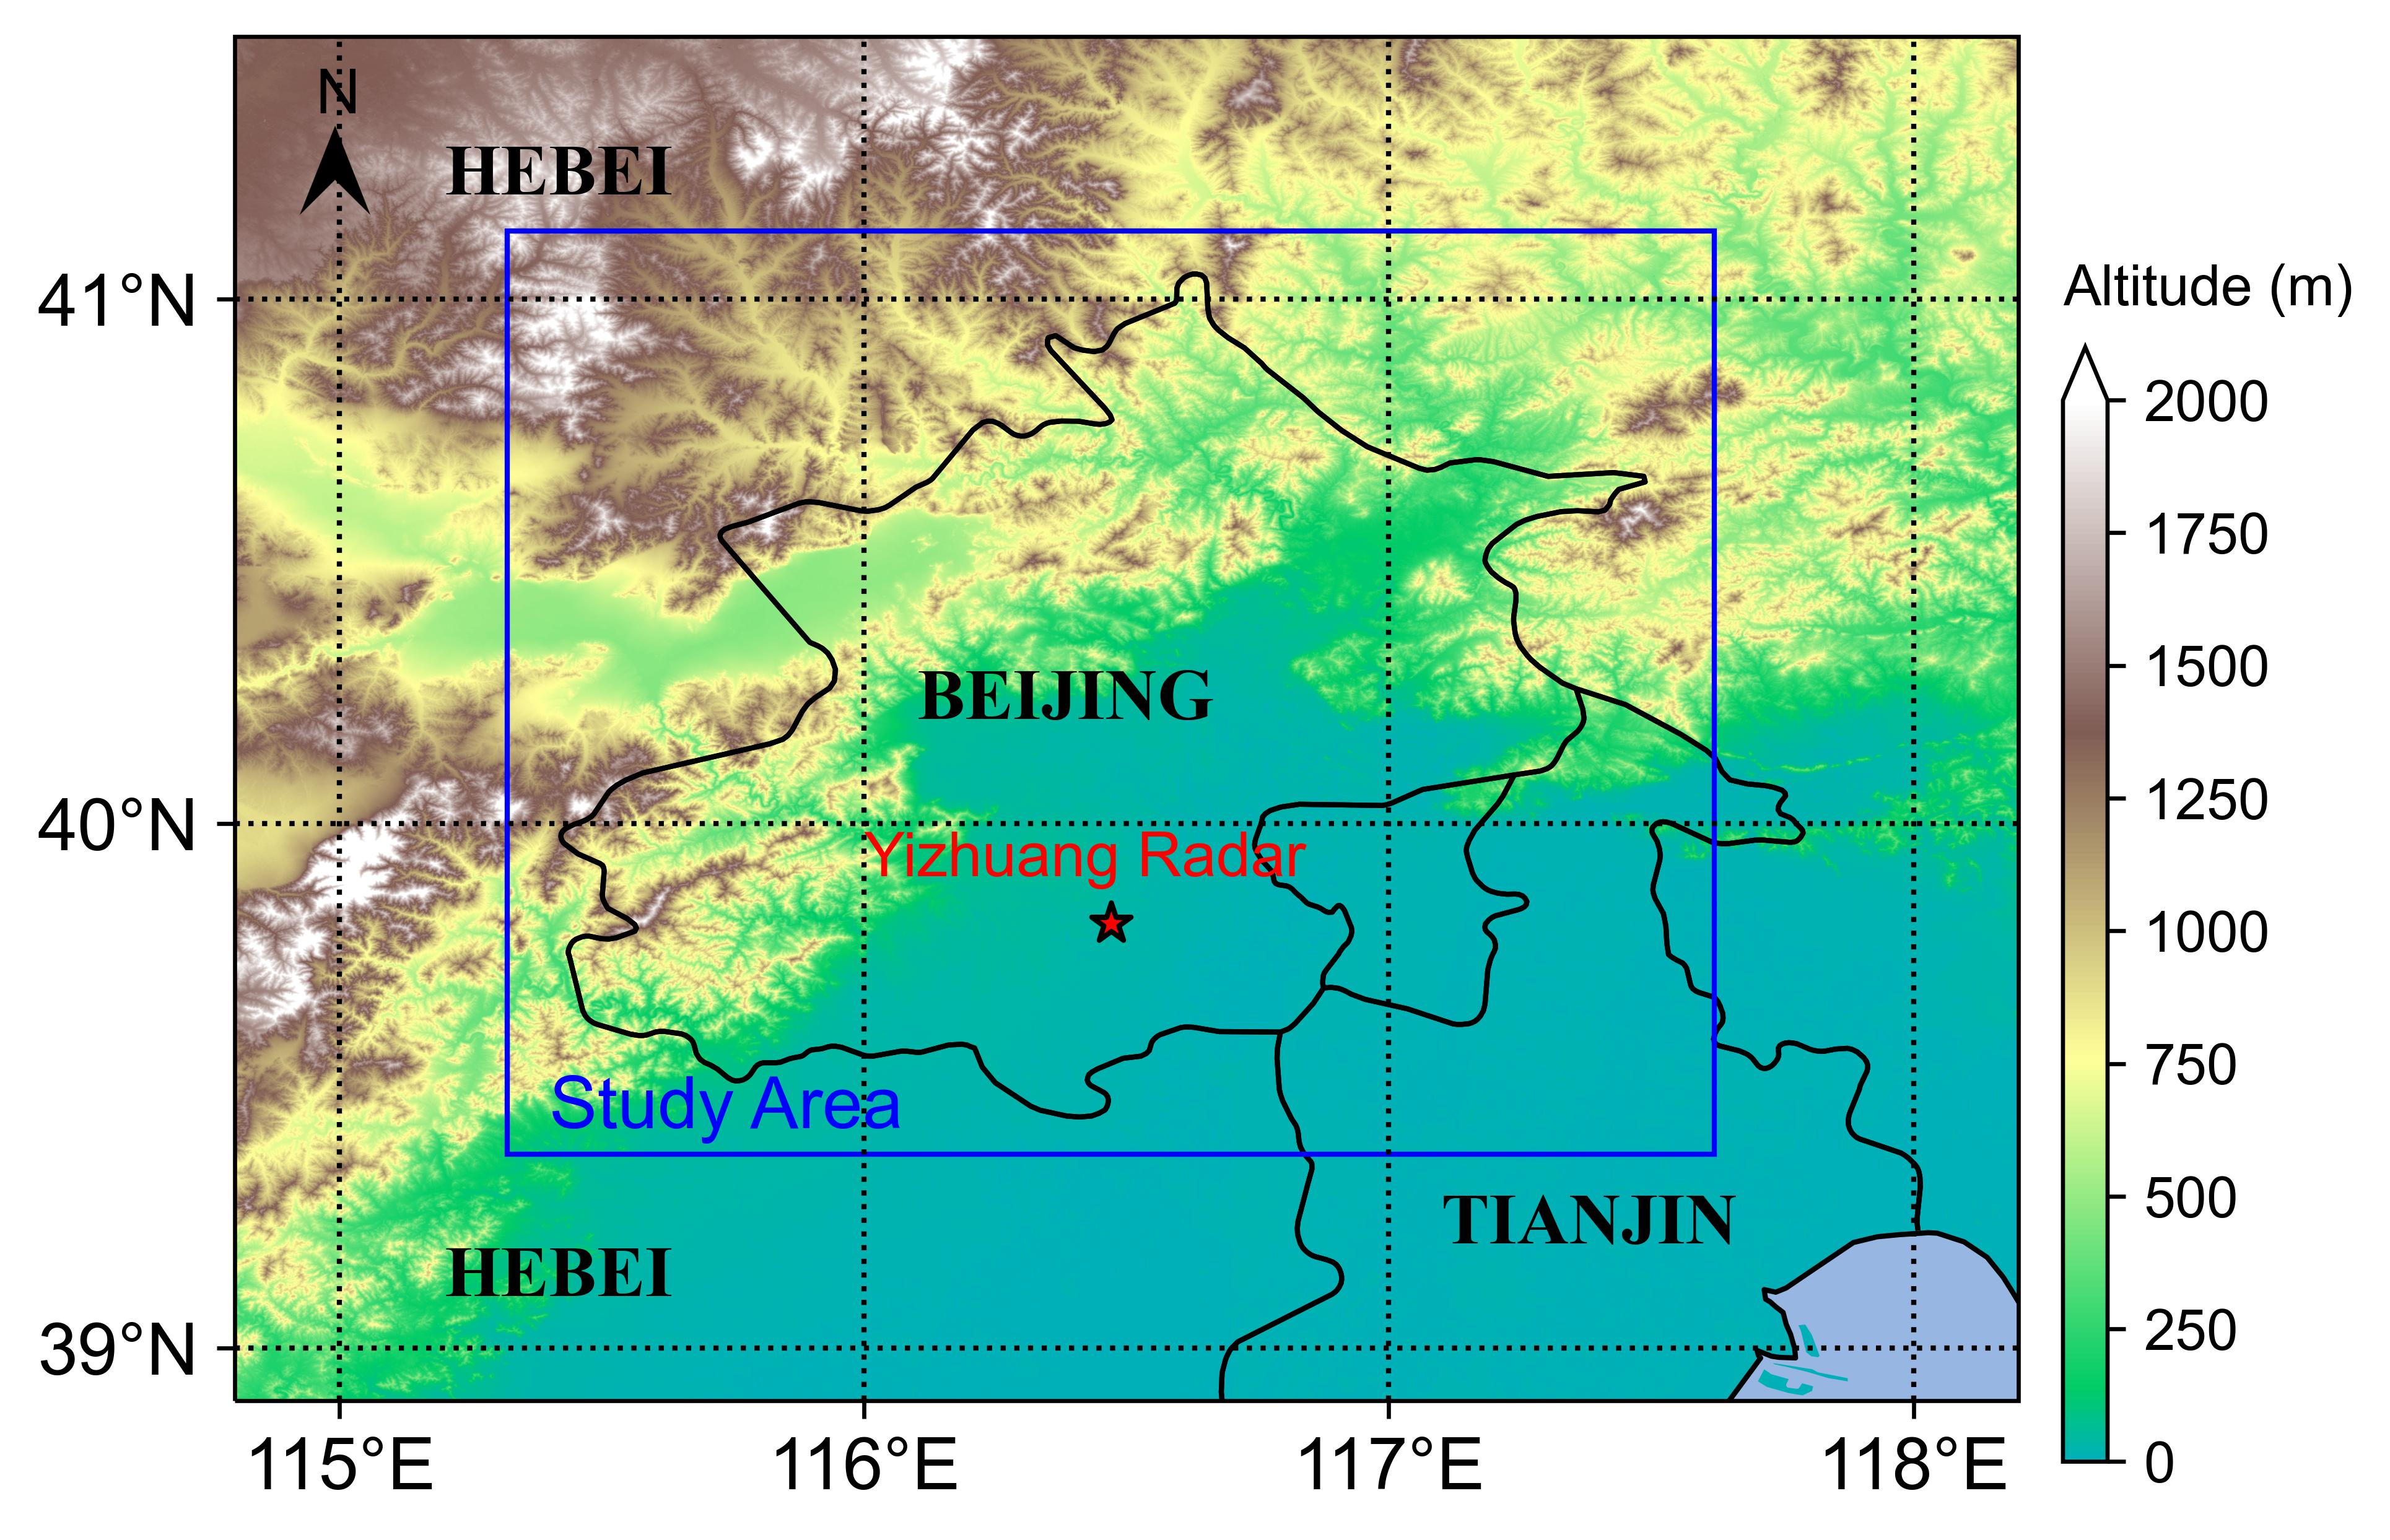 N
HEBEI
41°N
Altitude (m)
2000
1750
1500
BEIJING
1250
40°N
Yizhuang Radar
1000
750
Study Area
500
TIANJIN
HEBEI
250
39°N
0
115°E
116°E
117°E
118°E